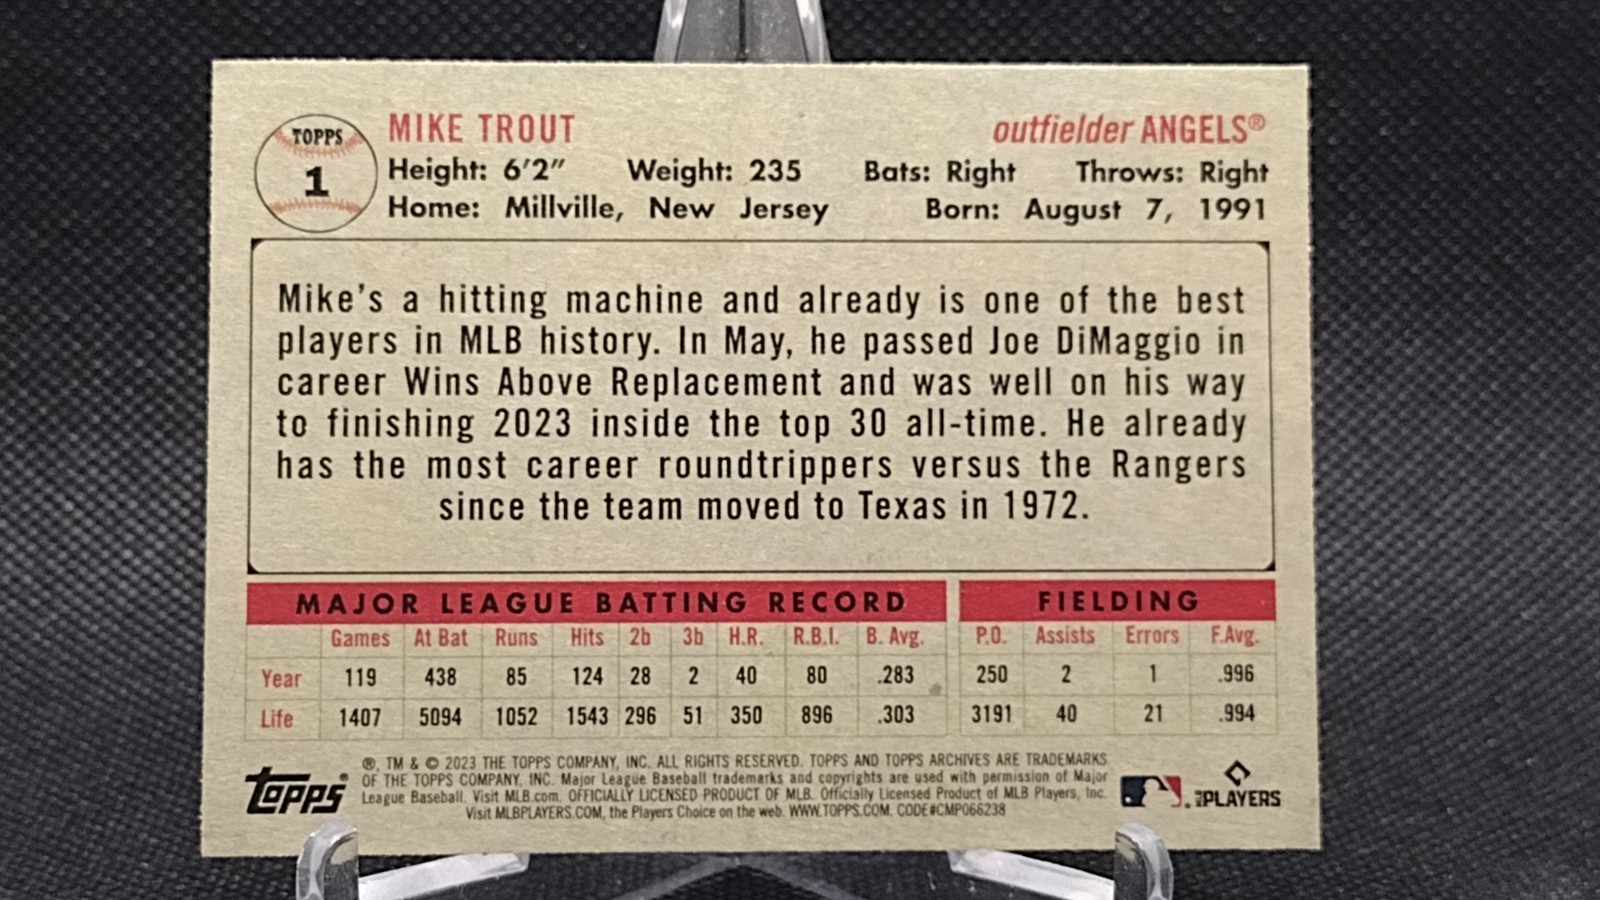 TOPPS
1
MIKE TROUT
outfielder ANGELS®
Height: 6'2" Weight: 235 Bats: Right Throws: Right
Home: Millville, New Jersey Born: August 7, 1991
Mike's a hitting machine and already is one of the best
players in MLB history. In May, he passed Joe DiMaggio in
career Wins Above Replacement and was well on his way
to finishing 2023 inside the top 30 all-time. He already
has the most career roundtrippers versus the Rangers
since the team moved to Texas in 1972.
MAJOR LEAGUE BATTING RECORD FIELDING
Games At Bat Runs Hits 2b 3b H.R. R.B.I. B. Avg. P.O. Assists Errors F.Avg.
Year 119 438 85 124 28 2 40 80 .283 250 2 1 .996
Life 1407 5094 1052 1543 296 51 350 896 .303 3191 40 21 .994
®, TM & © 2023 THE TOPPS COMPANY, INC. ALL RIGHTS RESERVED. TOPPS AND TOPPS ARCHIVES ARE TRADEMARKS
OF THE TOPPS COMPANY, INC. Major League Baseball trademarks and copyrights are used with permission of Major
League Baseball. Visit MLB.com. OFFICIALLY LICENSED PRODUCT OF MLB. Officially Licensed Product of MLB Players, Inc.
Visit MLBPLAYERS.COM, the Players Choice on the web. WWW.TOPPS.COM. CODE#CMP066238
topps®
MLB PLAYERS